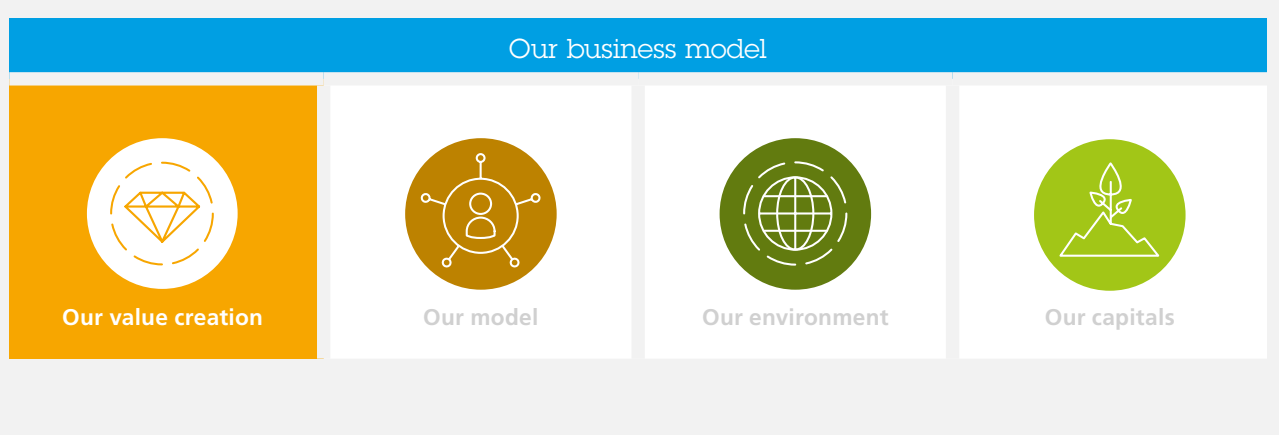 Our business model
Our value creation
Our model
Our environment
Our capitals